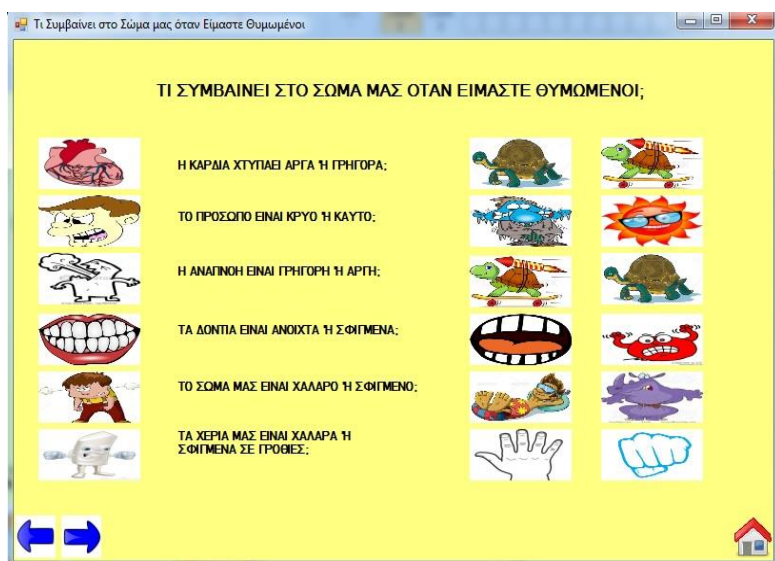 Τι Συμβαίνει στο Σώμα μας όταν Είμαστε Θυμωμένοι
ΤΙ ΣΥΜΒΑΙΝΕΙ ΣΤΟ ΣΩΜΑ ΜΑΣ ΟΤΑΝ ΕΙΜΑΣΤΕ ΘΥΜΩΜΕΝΟΙ;
Η ΚΑΡΔΙΑ ΧΤΥΠΑΕΙ ΑΡΓΑ Ή ΓΡΗΓΟΡΑ;
ΤΟ ΠΡΟΣΩΠΟ ΕΙΝΑΙ ΚΡΥΟ Ή ΚΑΥΤΟ;
Η ΑΝΑΠΝΟΗ ΕΙΝΑΙ ΓΡΗΓΟΡΗ Ή ΑΡΓΗ;
ΤΑ ΔΟΝΤΙΑ ΕΙΝΑΙ ΑΝΟΙΧΤΑ Ή ΣΦΙΓΜΕΝΑ;
ΤΟ ΣΩΜΑ ΜΑΣ ΕΙΝΑΙ ΧΑΛΑΡΟ Ή ΣΦΙΓΜΕΝΟ;
ΤΑ ΧΕΡΙΑ ΜΑΣ ΕΙΝΑΙ ΧΑΛΑΡΑ Ή
ΣΦΙΓΜΕΝΑ ΣΕ ΓΡΟΘΙΕΣ;